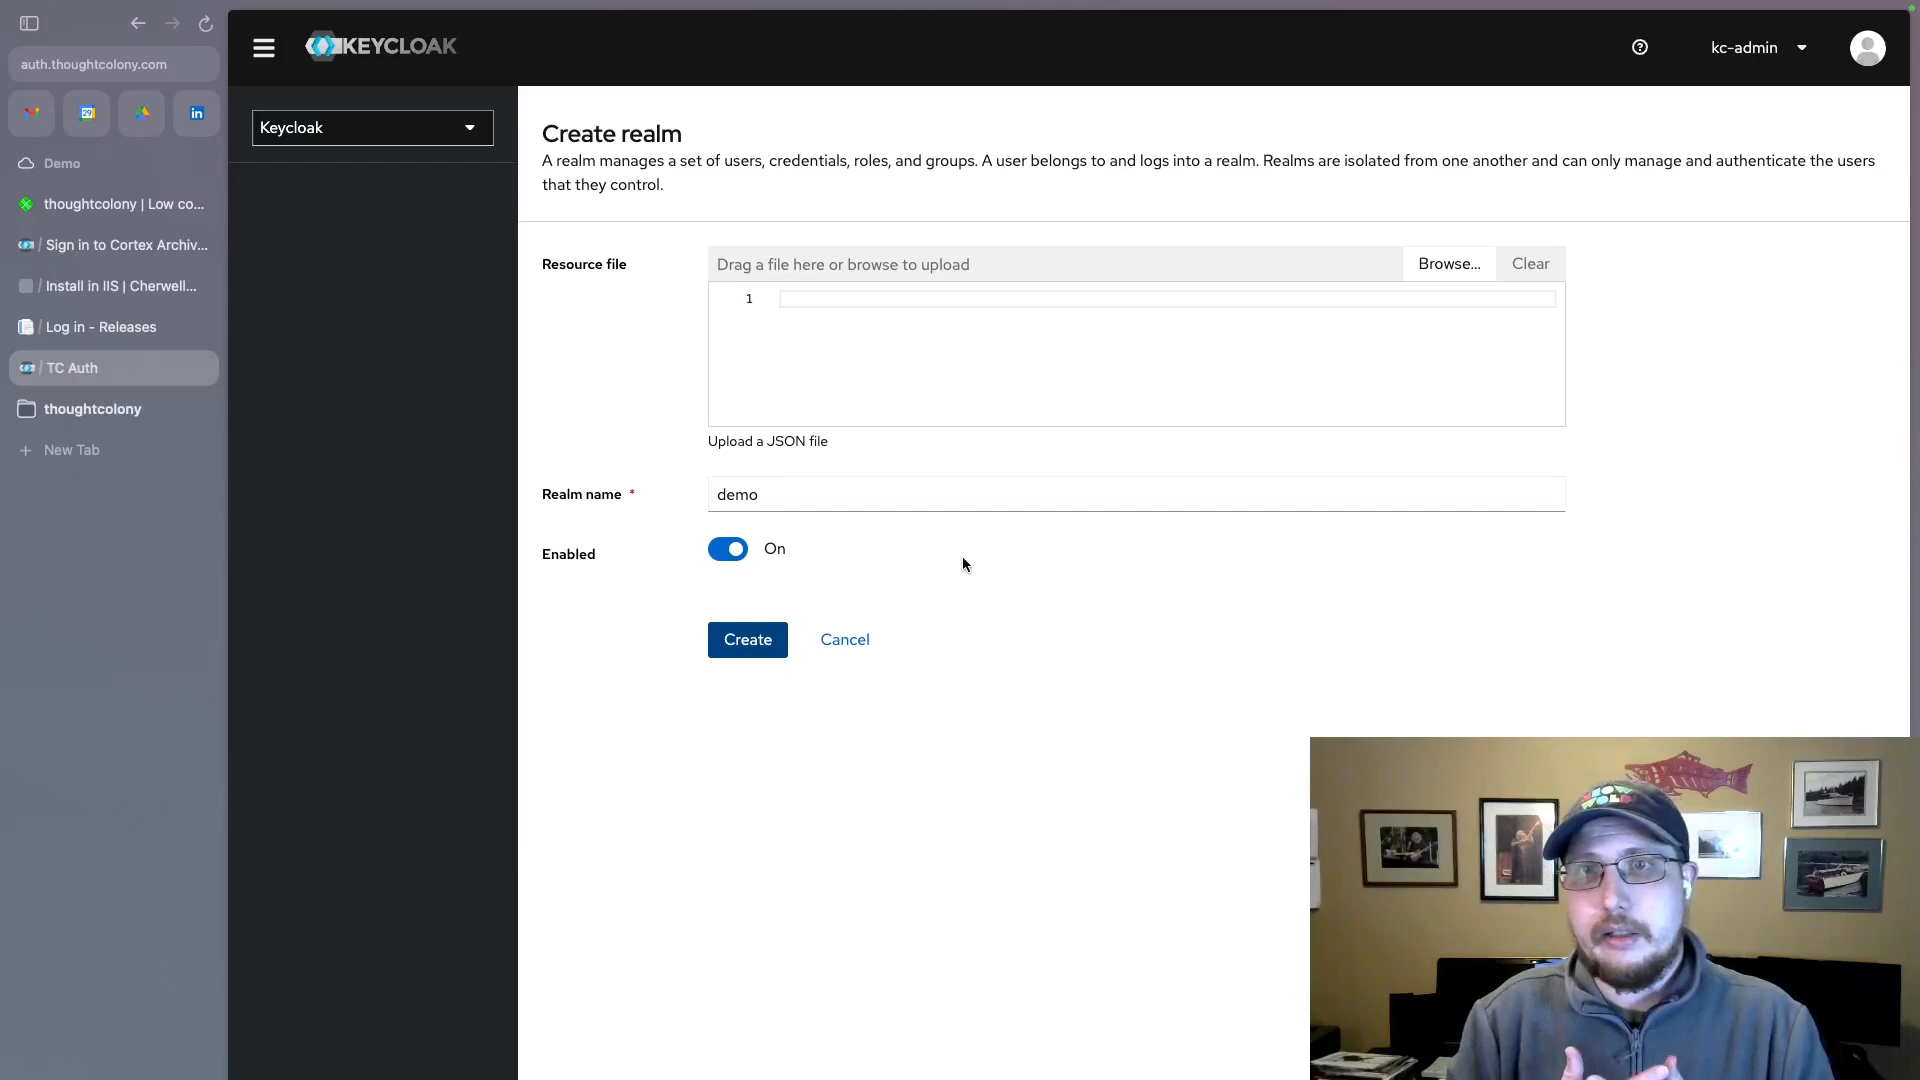 auth.thoughtcolony.com
29
in
Demo
thoughtcolony | Low co...
/ Sign in to Cortex Archiv...
/ Install in IIS | Cherwell...
/ Log in - Releases
/ TC Auth
thoughtcolony
+ New Tab
KEYCLOAK
kc-admin
Keycloak
Create realm
A realm manages a set of users, credentials, roles, and groups. A user belongs to and logs into a realm. Realms are isolated from one another and can only manage and authenticate the users
that they control.
Resource file
Drag a file here or browse to upload
Browse...
Clear
1
Upload a JSON file
Realm name *
demo
Enabled
On
Create
Cancel